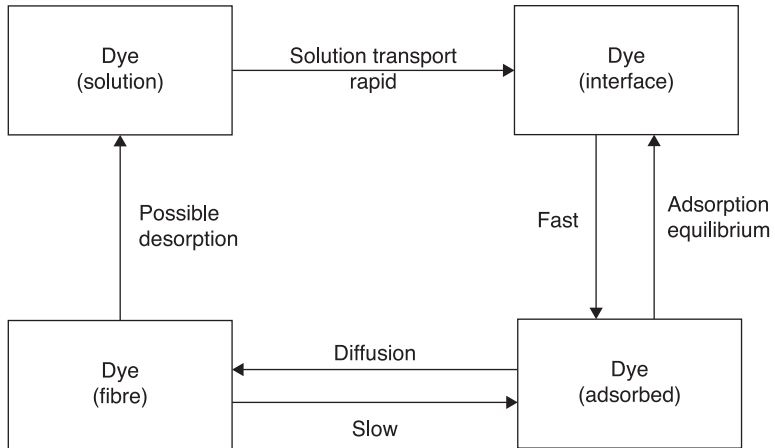 Dye
(solution)
Solution transport
rapid
Dye
(interface)
Possible
desorption
Fast
Adsorption
equilibrium
Dye
(fibre)
Diffusion
Slow
Dye
(adsorbed)